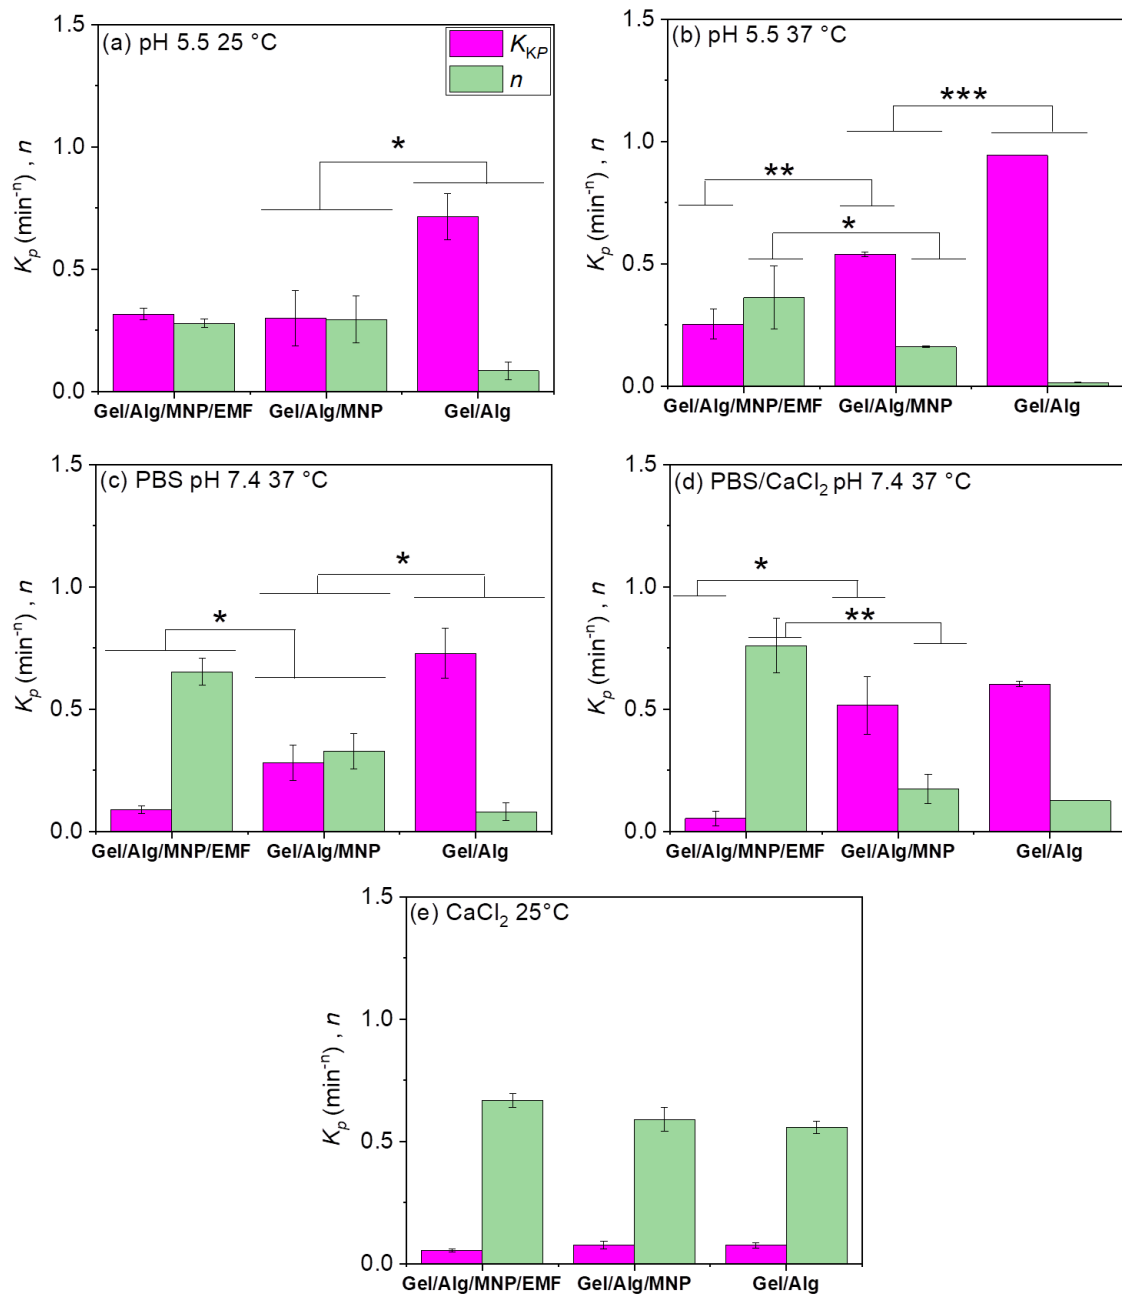 (a) pH 5.5 25 °C
K_KP
n
*
1.5
1.0
0.5
0.0
K_p (min⁻ⁿ) , n
Gel/Alg/MNP/EMF Gel/Alg/MNP Gel/Alg
(b) pH 5.5 37 °C
***
**
*
1.5
1.0
0.5
0.0
K_p (min⁻ⁿ) , n
Gel/Alg/MNP/EMF Gel/Alg/MNP Gel/Alg
(c) PBS pH 7.4 37 °C
*
*
1.5
1.0
0.5
0.0
K_p (min⁻ⁿ) , n
Gel/Alg/MNP/EMF Gel/Alg/MNP Gel/Alg
(d) PBS/CaCl₂ pH 7.4 37 °C
*
**
1.5
1.0
0.5
0.0
K_p (min⁻ⁿ) , n
Gel/Alg/MNP/EMF Gel/Alg/MNP Gel/Alg
(e) CaCl₂ 25°C
1.5
1.0
0.5
0.0
K_p (min⁻ⁿ) , n
Gel/Alg/MNP/EMF Gel/Alg/MNP Gel/Alg